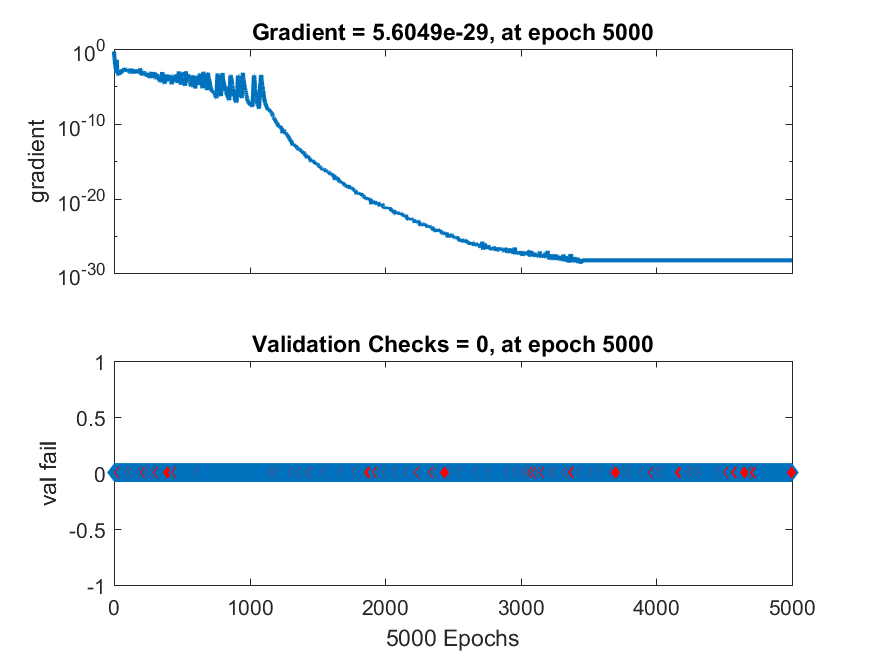 Gradient = 5.6049e-29, at epoch 5000
10^0
10^-10
10^-20
10^-30
gradient
Validation Checks = 0, at epoch 5000
1
0.5
0
-0.5
-1
val fail
0 1000 2000 3000 4000 5000
5000 Epochs